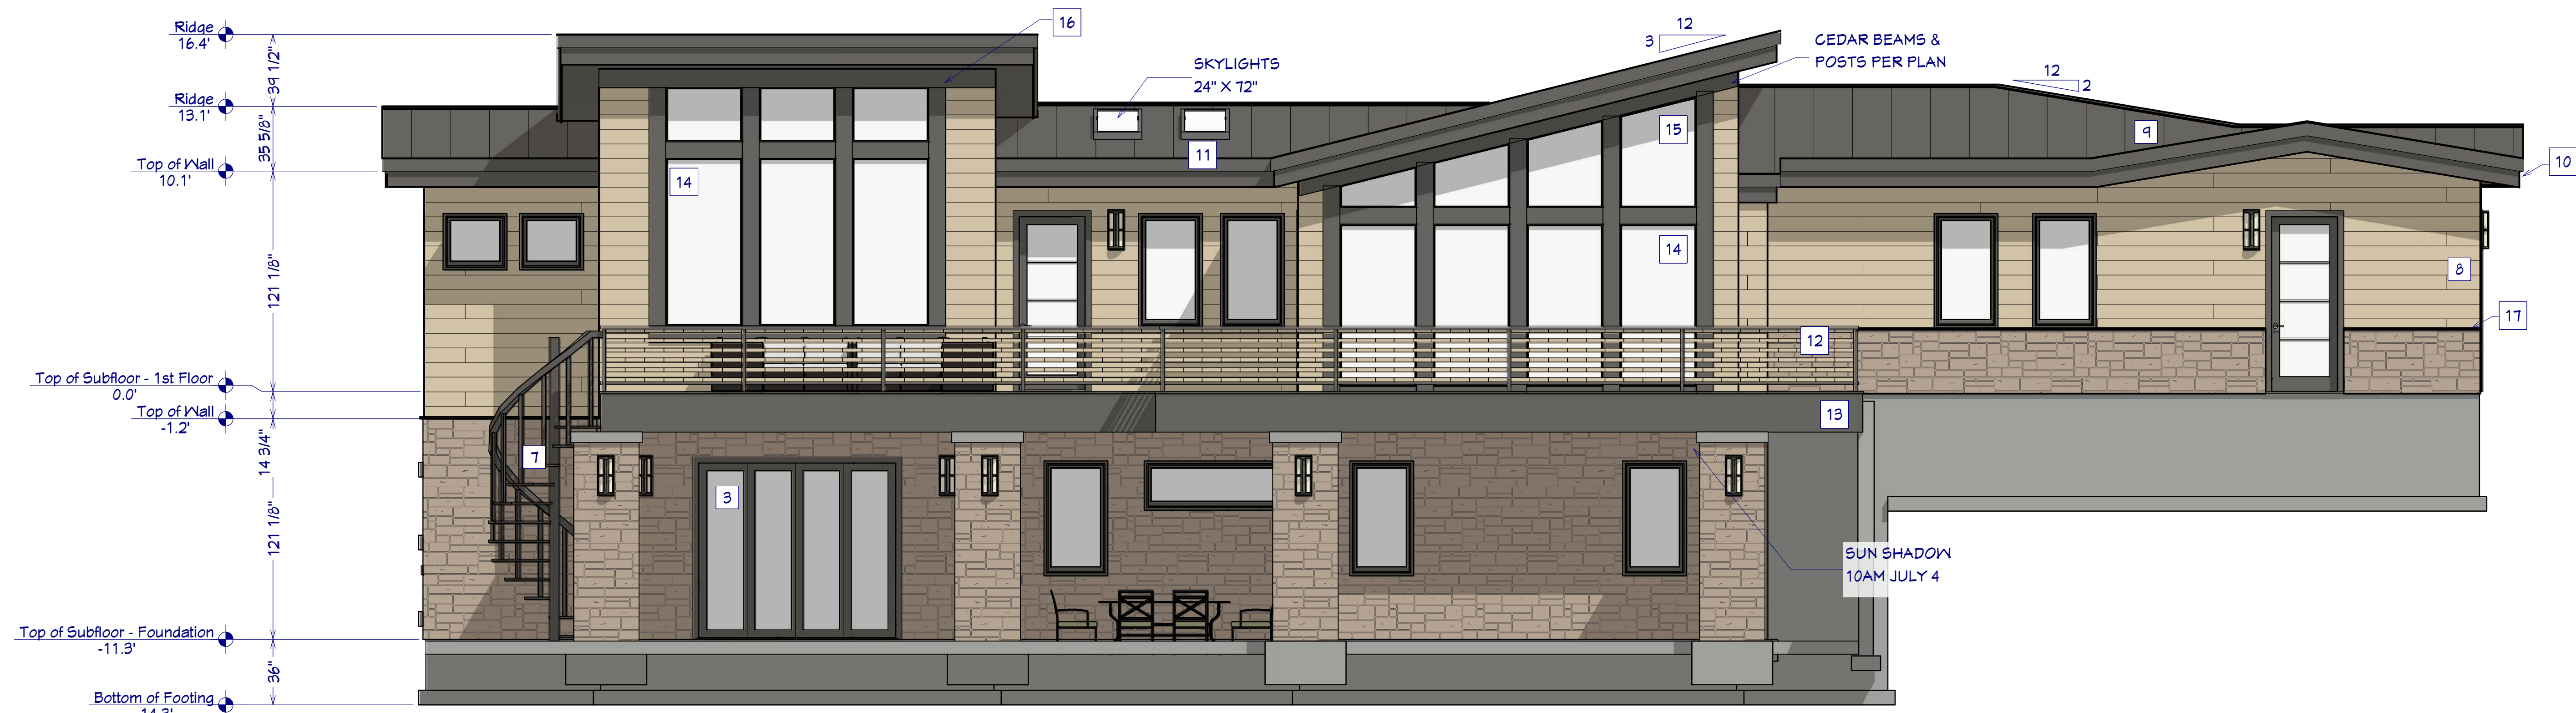 Ridge
16.4'
39 1/2"
Ridge
13.1'
35 5/8"
Top of Wall
10.1'
121 1/8"
Top of Subfloor - 1st Floor
0.0'
Top of Wall
-1.2'
14 3/4"
121 1/8"
Top of Subfloor - Foundation
-11.3'
36"
Bottom of Footing
16
SKYLIGHTS
24" X 72"
12
3
CEDAR BEAMS &
POSTS PER PLAN
12
2
15
9
11
14
10
14
8
17
12
13
7
3
SUN SHADOW
10AM JULY 4